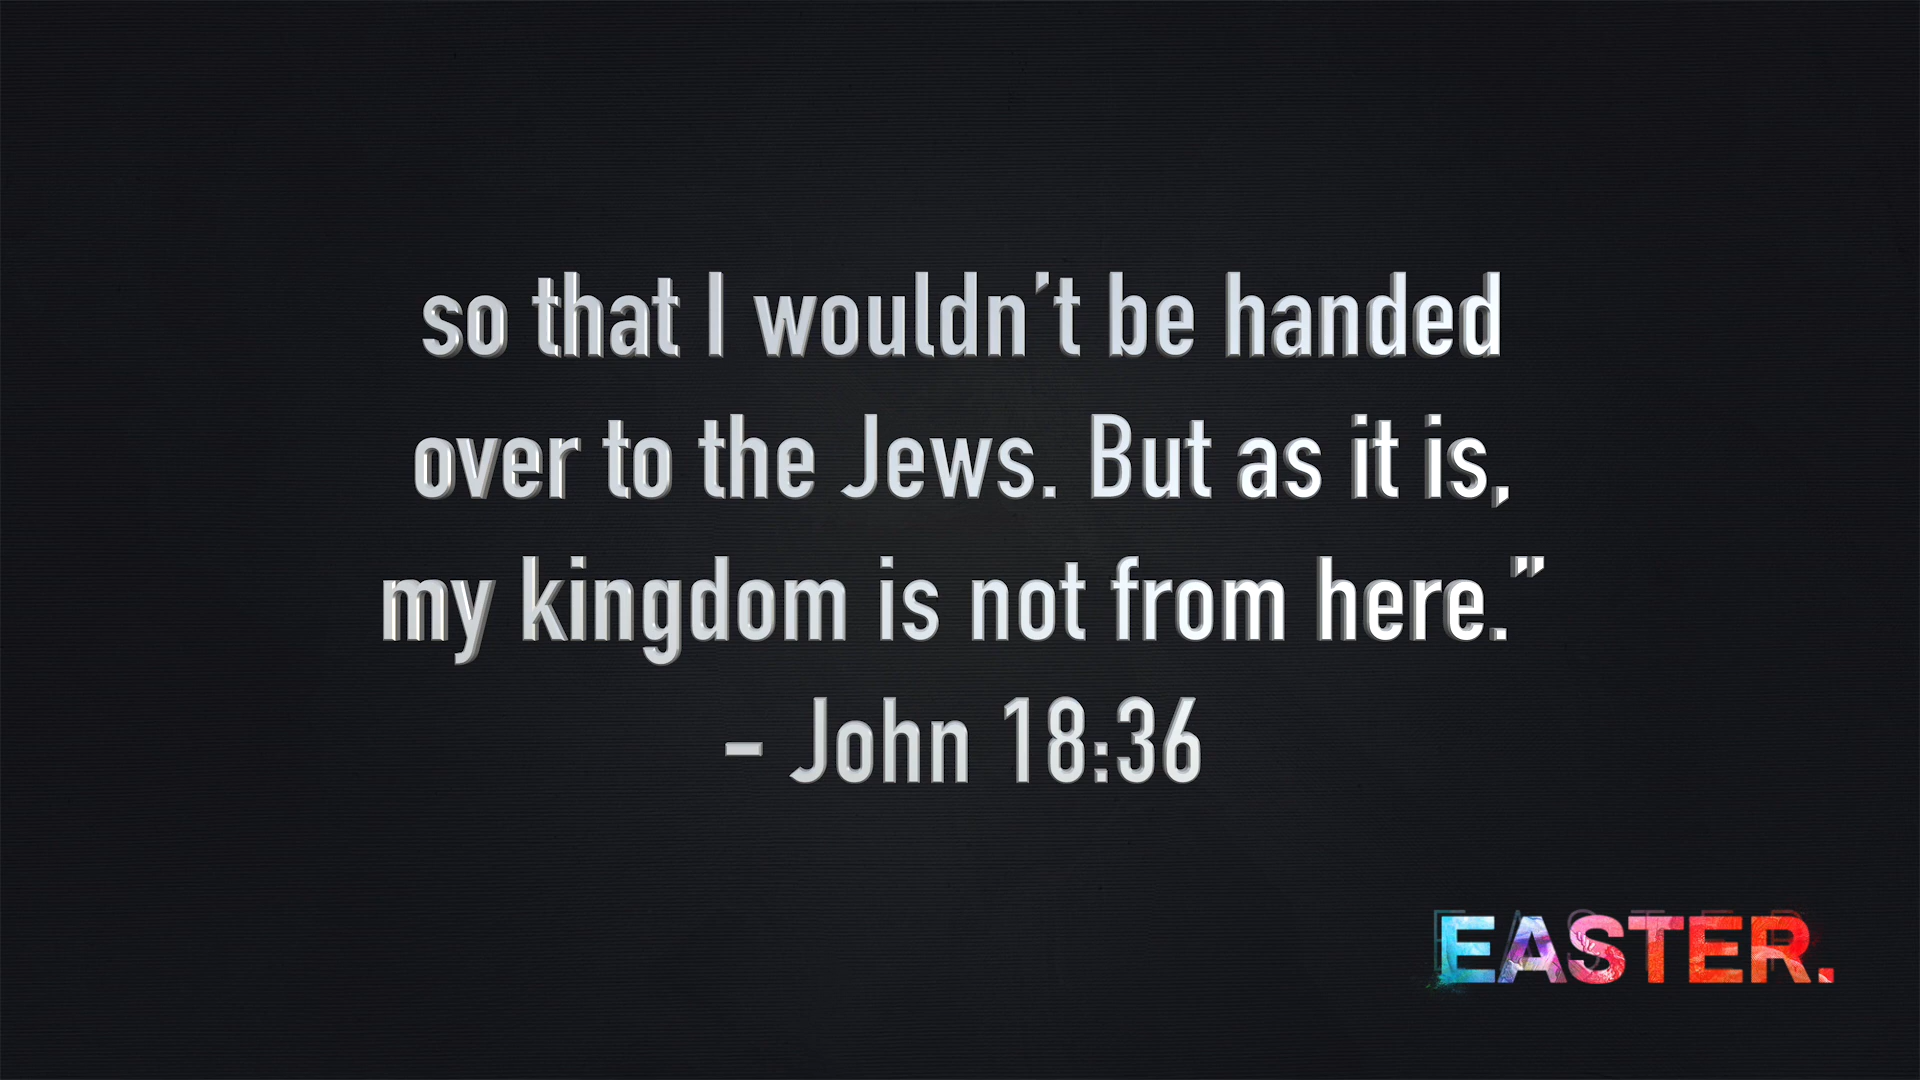 so that I wouldn’t be handed
over to the Jews. But as it is,
my kingdom is not from here.”
– John 18:36
EASTER.